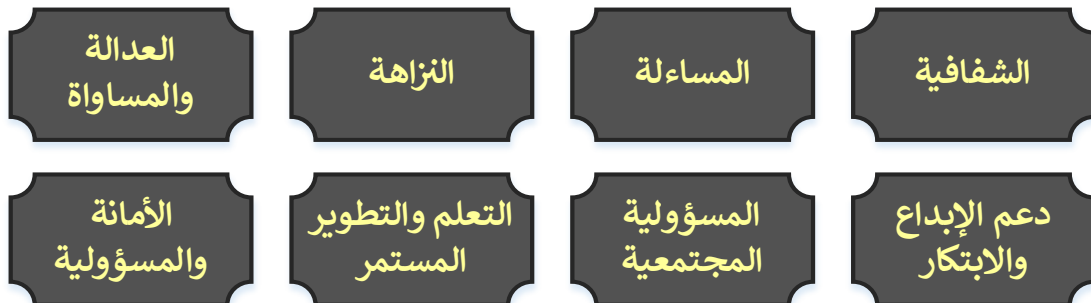 الشفافية
المساءلة
النزاهة
العدالة
والمساواة
دعم الإبداع
والابتكار
المسؤولية
المجتمعية
التعلم والتطوير
المستمر
الأمانة
والمسؤولية